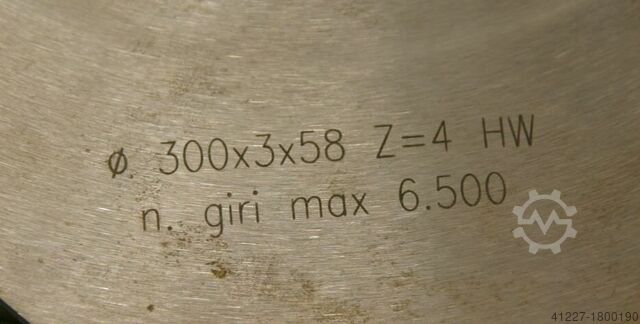 ø 300x3x58 Z=4 HW
n. giri max 6.500
41227-1800190